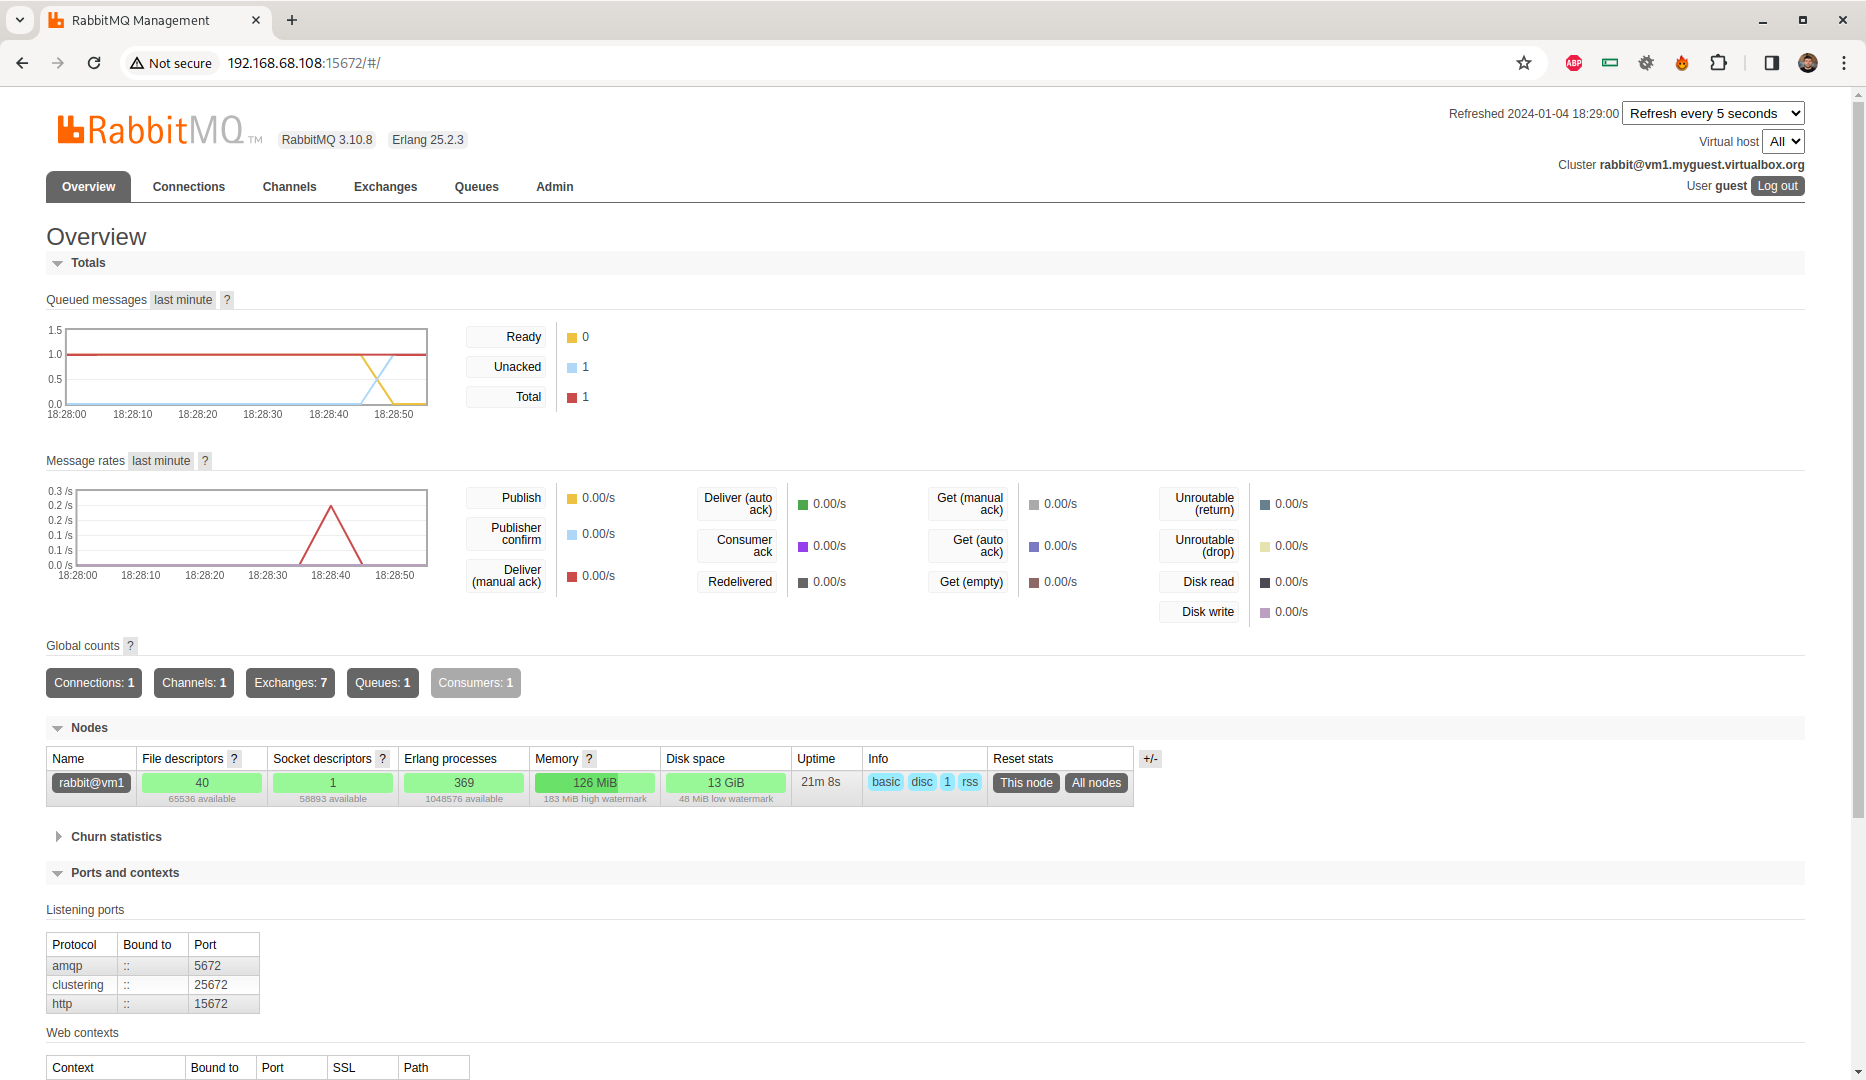 RabbitMQ Management
Not secure 192.168.68.108:15672/#/
ABP
RabbitMQ TM RabbitMQ 3.10.8 Erlang 25.2.3
Refreshed 2024-01-04 18:29:00 Refresh every 5 seconds
Virtual host All
Cluster rabbit@vm1.myguest.virtualbox.org
User guest Log out
Overview Connections Channels Exchanges Queues Admin
Overview
Totals
Queued messages last minute ?
1.5
1.0
0.5
0.0
18:28:00 18:28:10 18:28:20 18:28:30 18:28:40 18:28:50
Ready 0
Unacked 1
Total 1
Message rates last minute ?
0.3 /s
0.2 /s
0.2 /s
0.1 /s
0.1 /s
0.0 /s
18:28:00 18:28:10 18:28:20 18:28:30 18:28:40 18:28:50
Publish 0.00/s
Publisher confirm 0.00/s
Deliver (manual ack) 0.00/s
Deliver (auto ack) 0.00/s
Consumer ack 0.00/s
Redelivered 0.00/s
Get (manual ack) 0.00/s
Get (auto ack) 0.00/s
Get (empty) 0.00/s
Unroutable (return) 0.00/s
Unroutable (drop) 0.00/s
Disk read 0.00/s
Disk write 0.00/s
Global counts ?
Connections: 1 Channels: 1 Exchanges: 7 Queues: 1 Consumers: 1
Nodes
Name File descriptors ? Socket descriptors ? Erlang processes Memory ? Disk space Uptime Info Reset stats +/-
rabbit@vm1 40 1 369 126 MiB 13 GiB 21m 8s basic disc 1 rss This node All nodes
65536 available 58893 available 1048576 available 183 MiB high watermark 48 MiB low watermark
Churn statistics
Ports and contexts
Listening ports
Protocol Bound to Port
amqp :: 5672
clustering :: 25672
http :: 15672
Web contexts
Context Bound to Port SSL Path